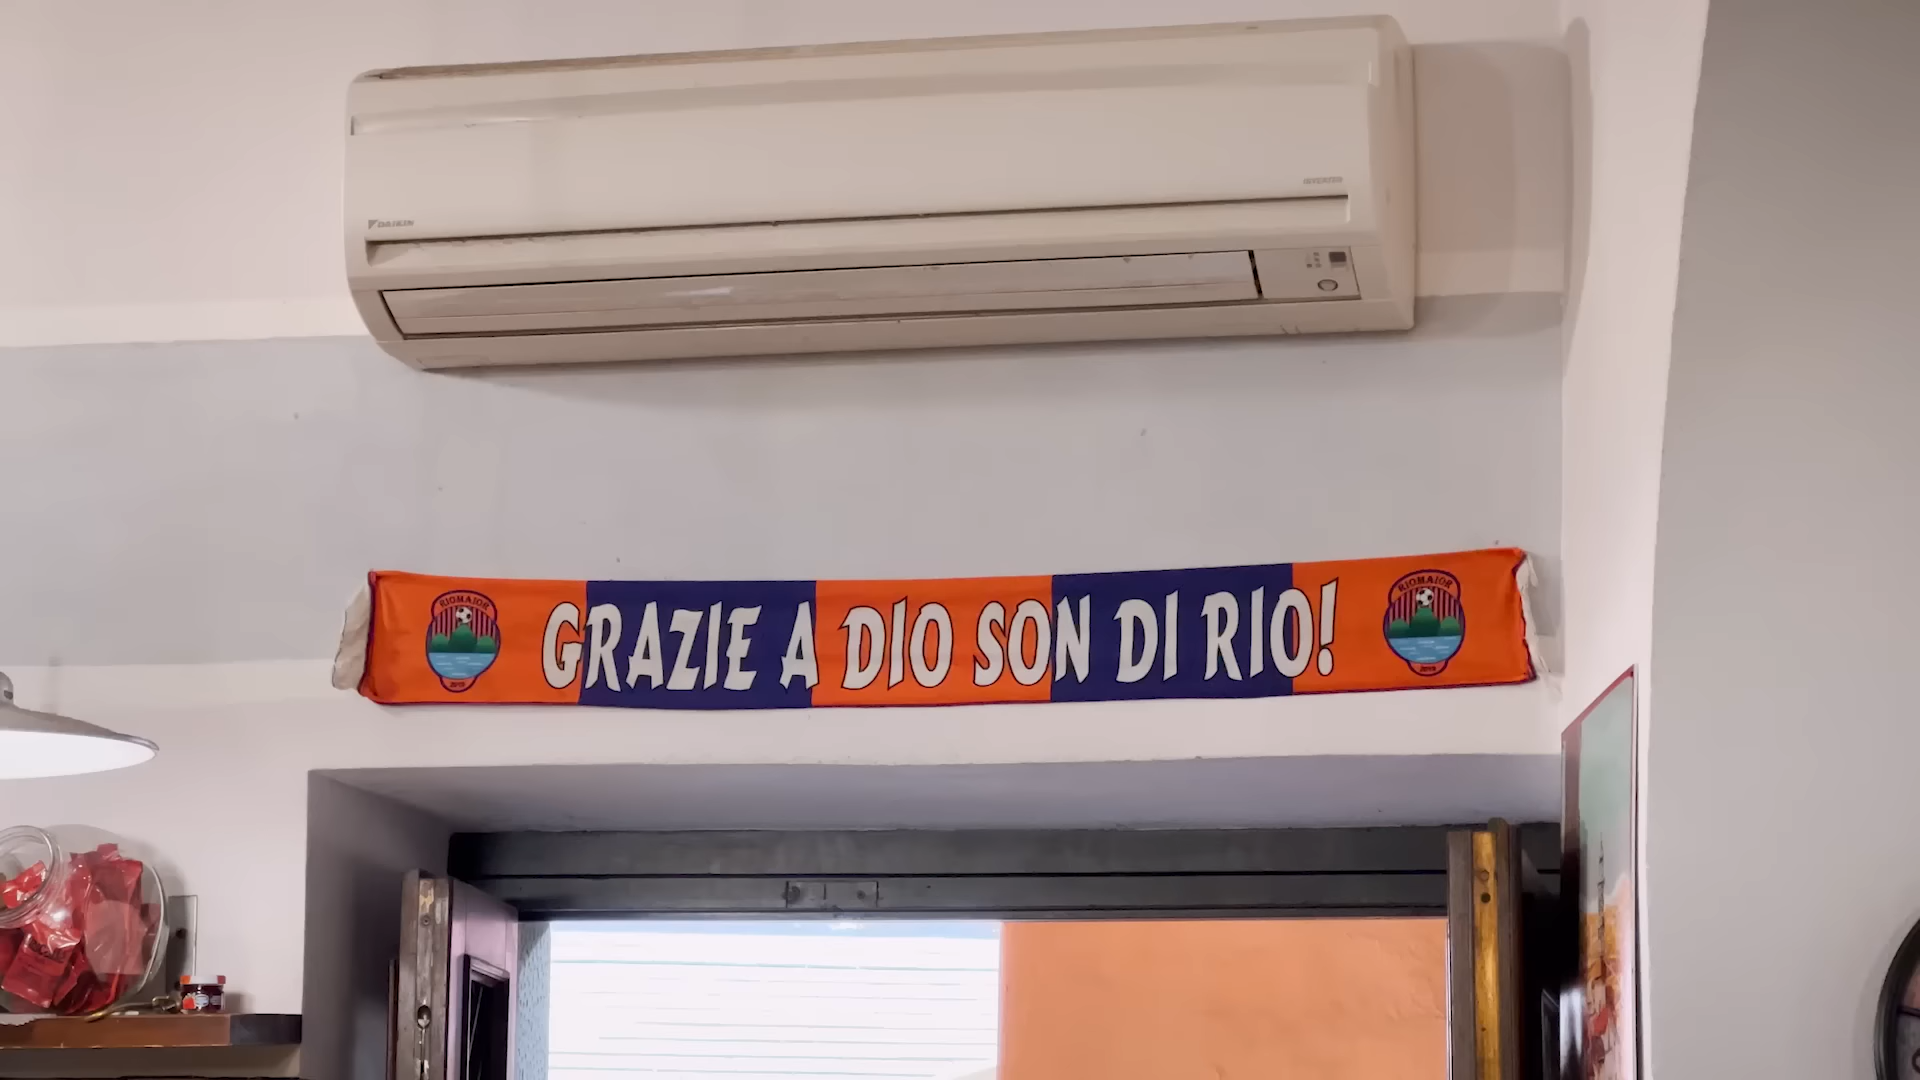 DAIKIN
INVERTER
RIOMAIOR
GRAZIE A DIO SON DI RIO!
RIOMAIOR